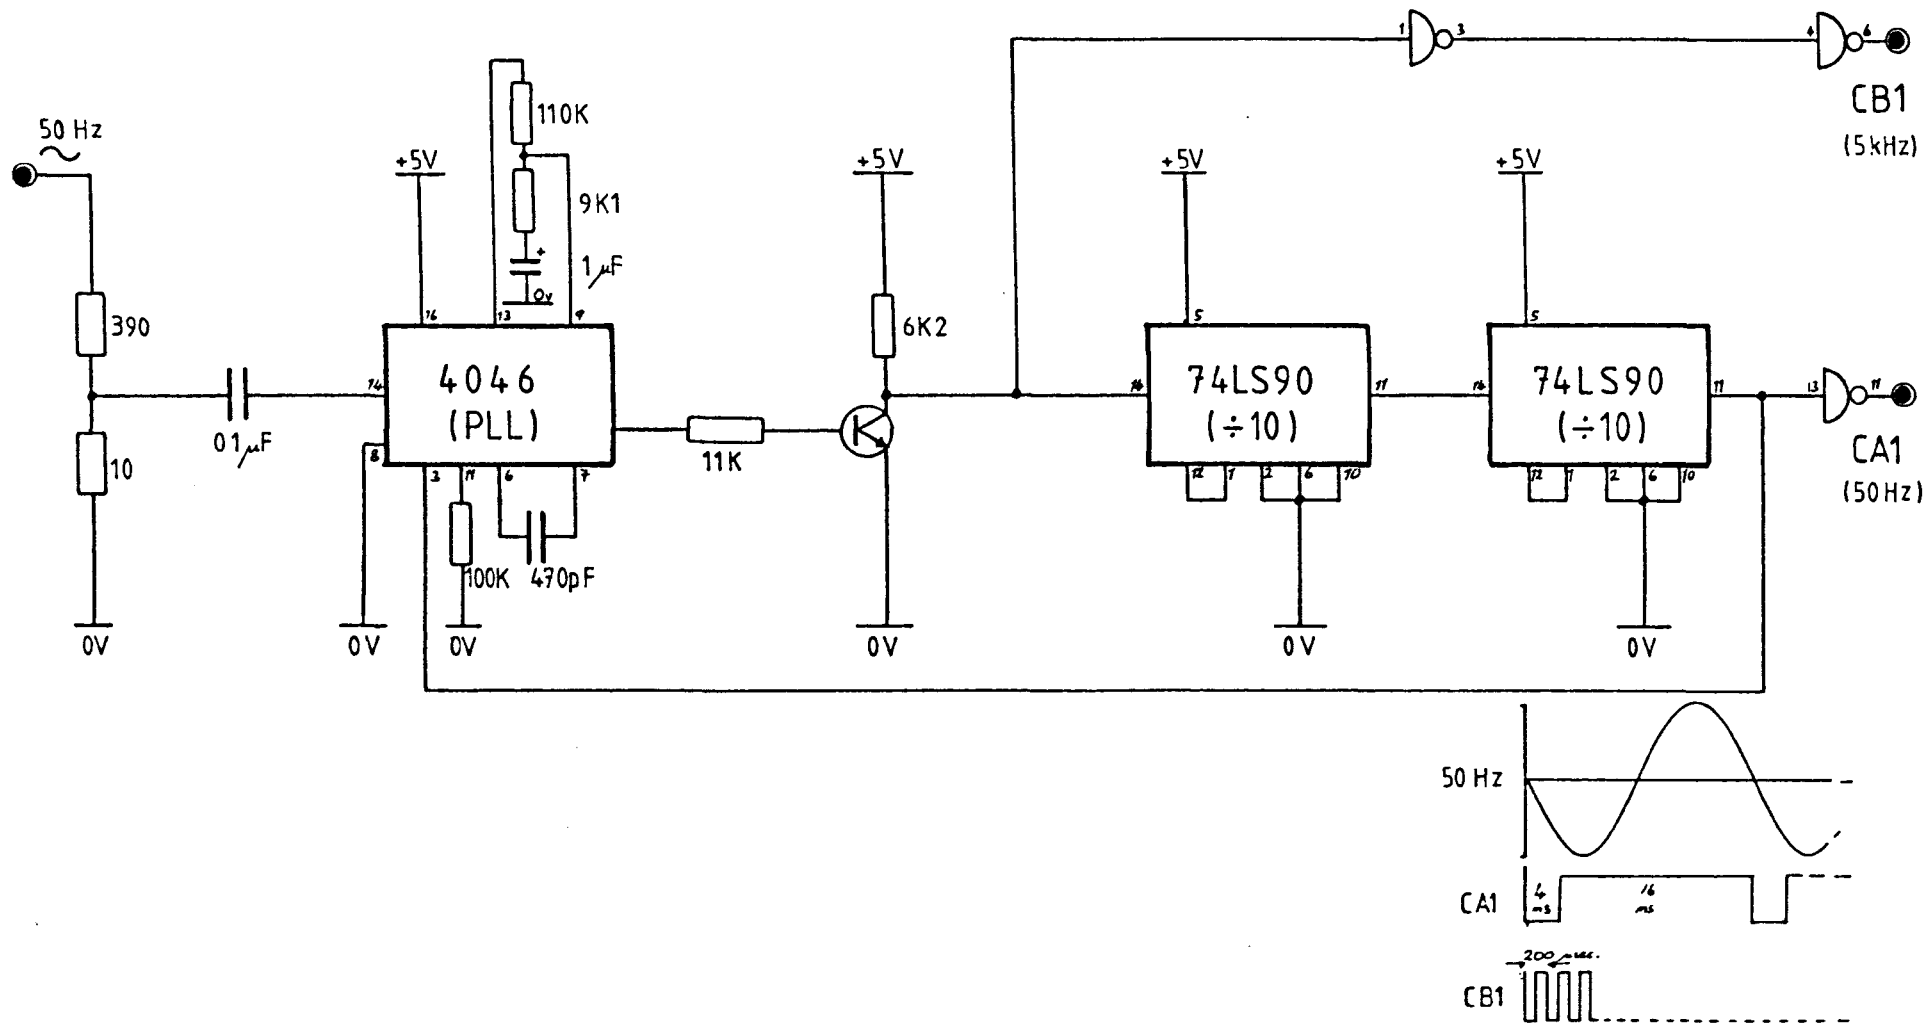 50 Hz
390
10
01µF
+5V
110K
9K1
1µF
0v
16
13
9
14
4046
(PLL)
8
3
11
6
7
100K
470pF
0V
0V
0V
11K
+5V
6K2
0V
+5V
5
14
74LS90
(÷10)
11
12
1
2
6
10
0V
+5V
5
14
74LS90
(÷10)
11
12
1
2
6
10
0V
1
3
4
6
CB1
(5kHz)
13
11
CA1
(50Hz)
50 Hz
CA1
4
ms
16
ms
200 µsec.
CB1